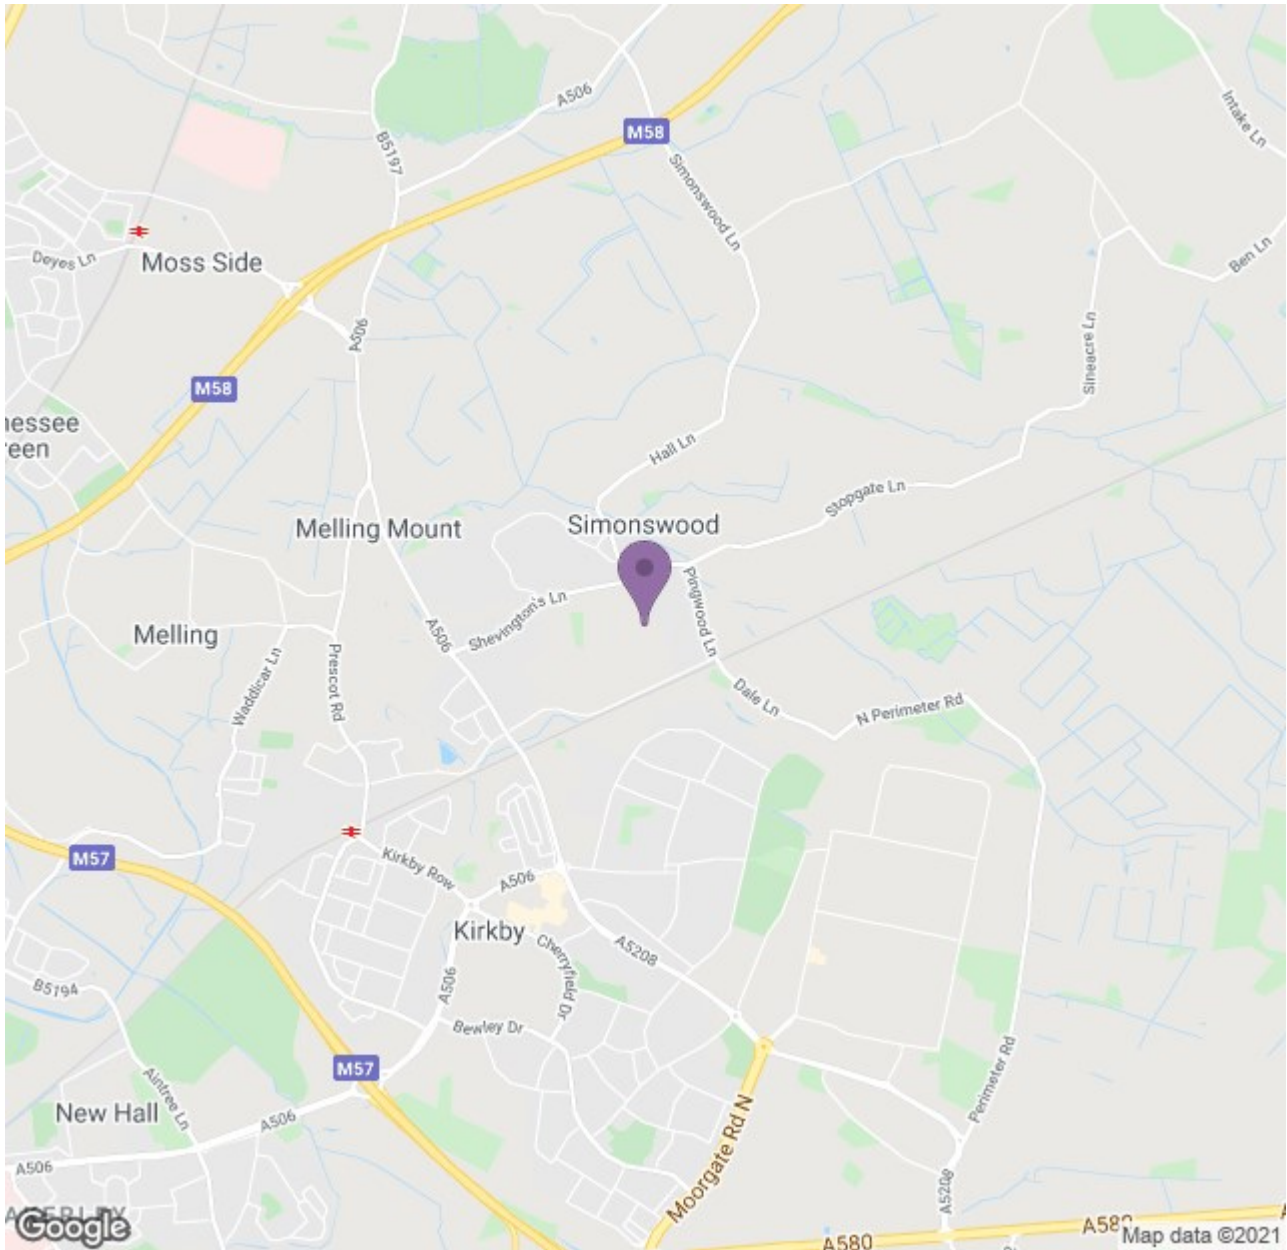 A506
M58
B5197
Simonswood Ln
Intake Ln
Deyes Ln
Moss Side
Ben Ln
A506
Sineacre Ln
M58
nessee
reen
Hall Ln
Stopgate Ln
Melling Mount
Simonswood
Pingwood Ln
Shevington's Ln
A506
Melling
Prescot Rd
Waddicar Ln
Dale Ln
N Perimeter Rd
M57
Kirkby Row
A506
Kirkby
Cherryfield Dr
A5208
B5194
A506
Bewley Dr
Perimeter Rd
M57
Aintree Ln
New Hall
A506
Moorgate Rd N
A506
A5208
Google
A580
A580
Map data ©2021